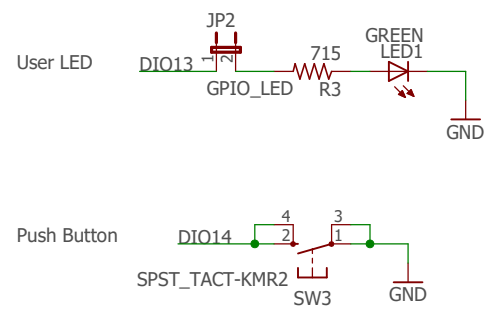 JP2
GREEN
User LED
DIO13
1
2
715
LED1
GPIO_LED
R3
GND
4
3
Push Button
DIO14
2
1
SPST_TACT-KMR2
SW3
GND